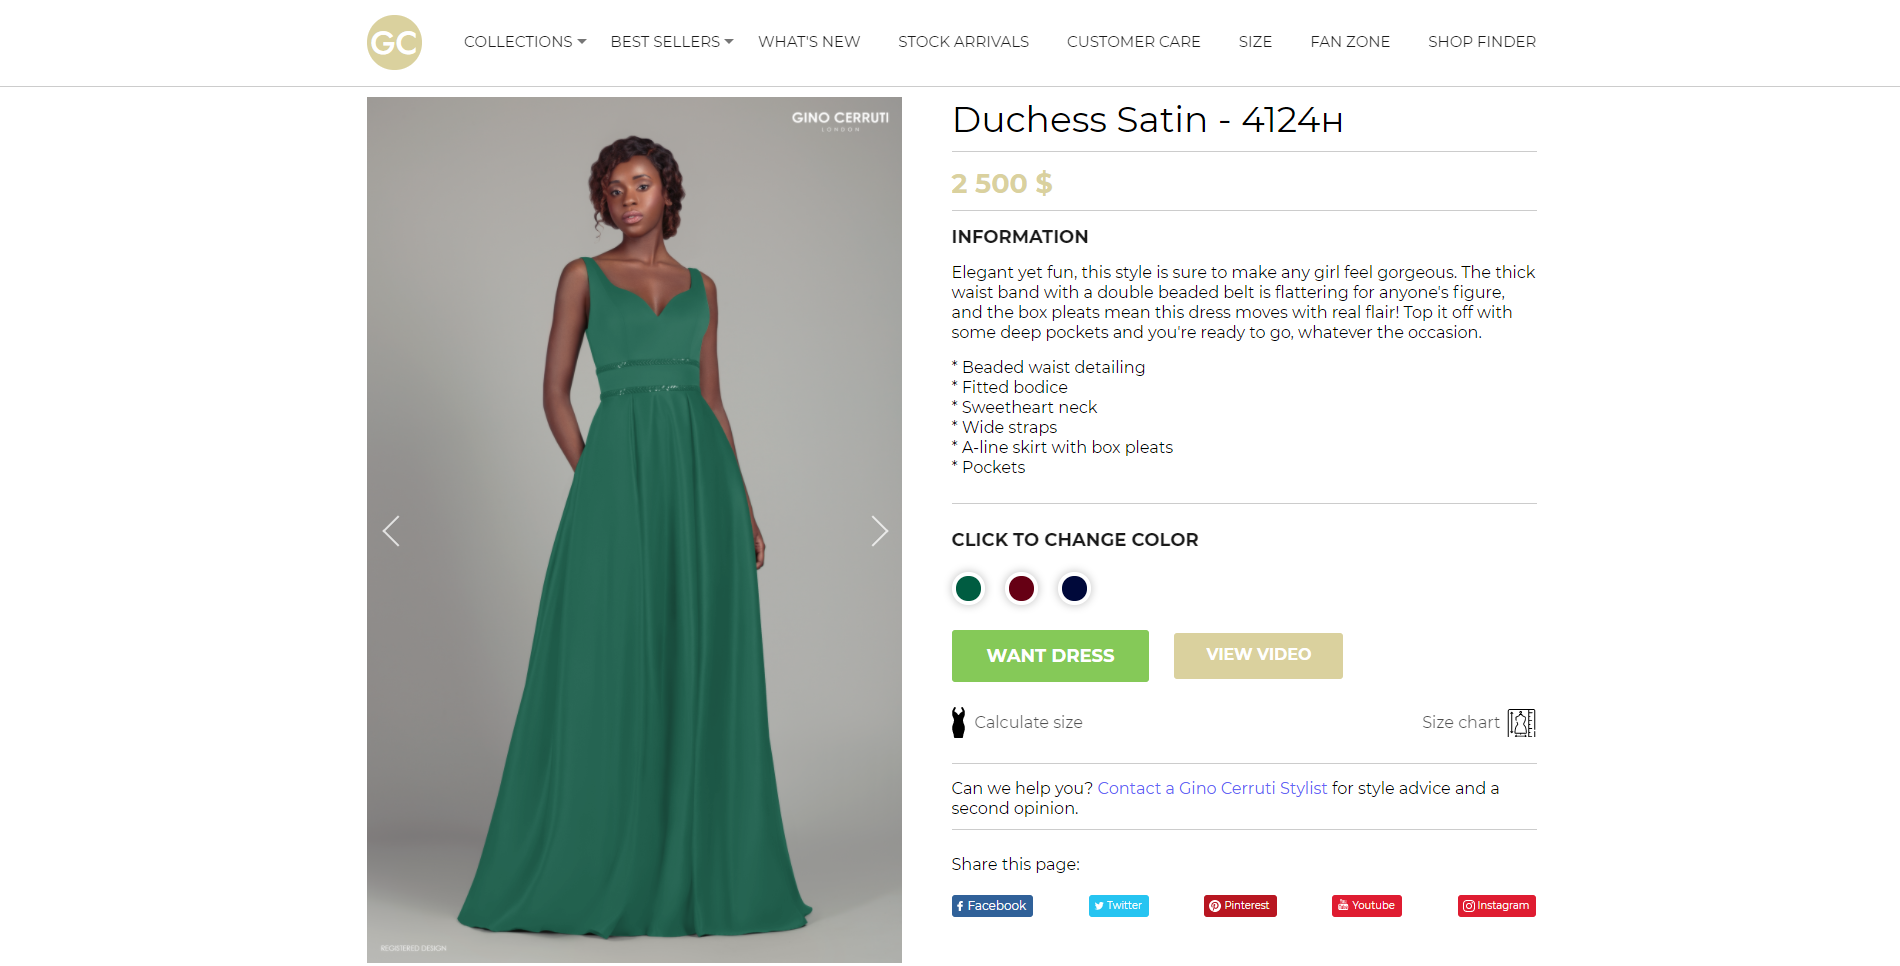 GC
COLLECTIONS
BEST SELLERS
WHAT'S NEW
STOCK ARRIVALS
CUSTOMER CARE
SIZE
FAN ZONE
SHOP FINDER
GINO CERRUTI
LONDON
REGISTERED DESIGN
Duchess Satin - 4124н
2 500 $
INFORMATION
Elegant yet fun, this style is sure to make any girl feel gorgeous. The thick
waist band with a double beaded belt is flattering for anyone's figure,
and the box pleats mean this dress moves with real flair! Top it off with
some deep pockets and you're ready to go, whatever the occasion.
* Beaded waist detailing
* Fitted bodice
* Sweetheart neck
* Wide straps
* A-line skirt with box pleats
* Pockets
CLICK TO CHANGE COLOR
WANT DRESS
VIEW VIDEO
Calculate size
Size chart
Can we help you? Contact a Gino Cerruti Stylist for style advice and a
second opinion.
Share this page:
Facebook
Twitter
Pinterest
Youtube
Instagram